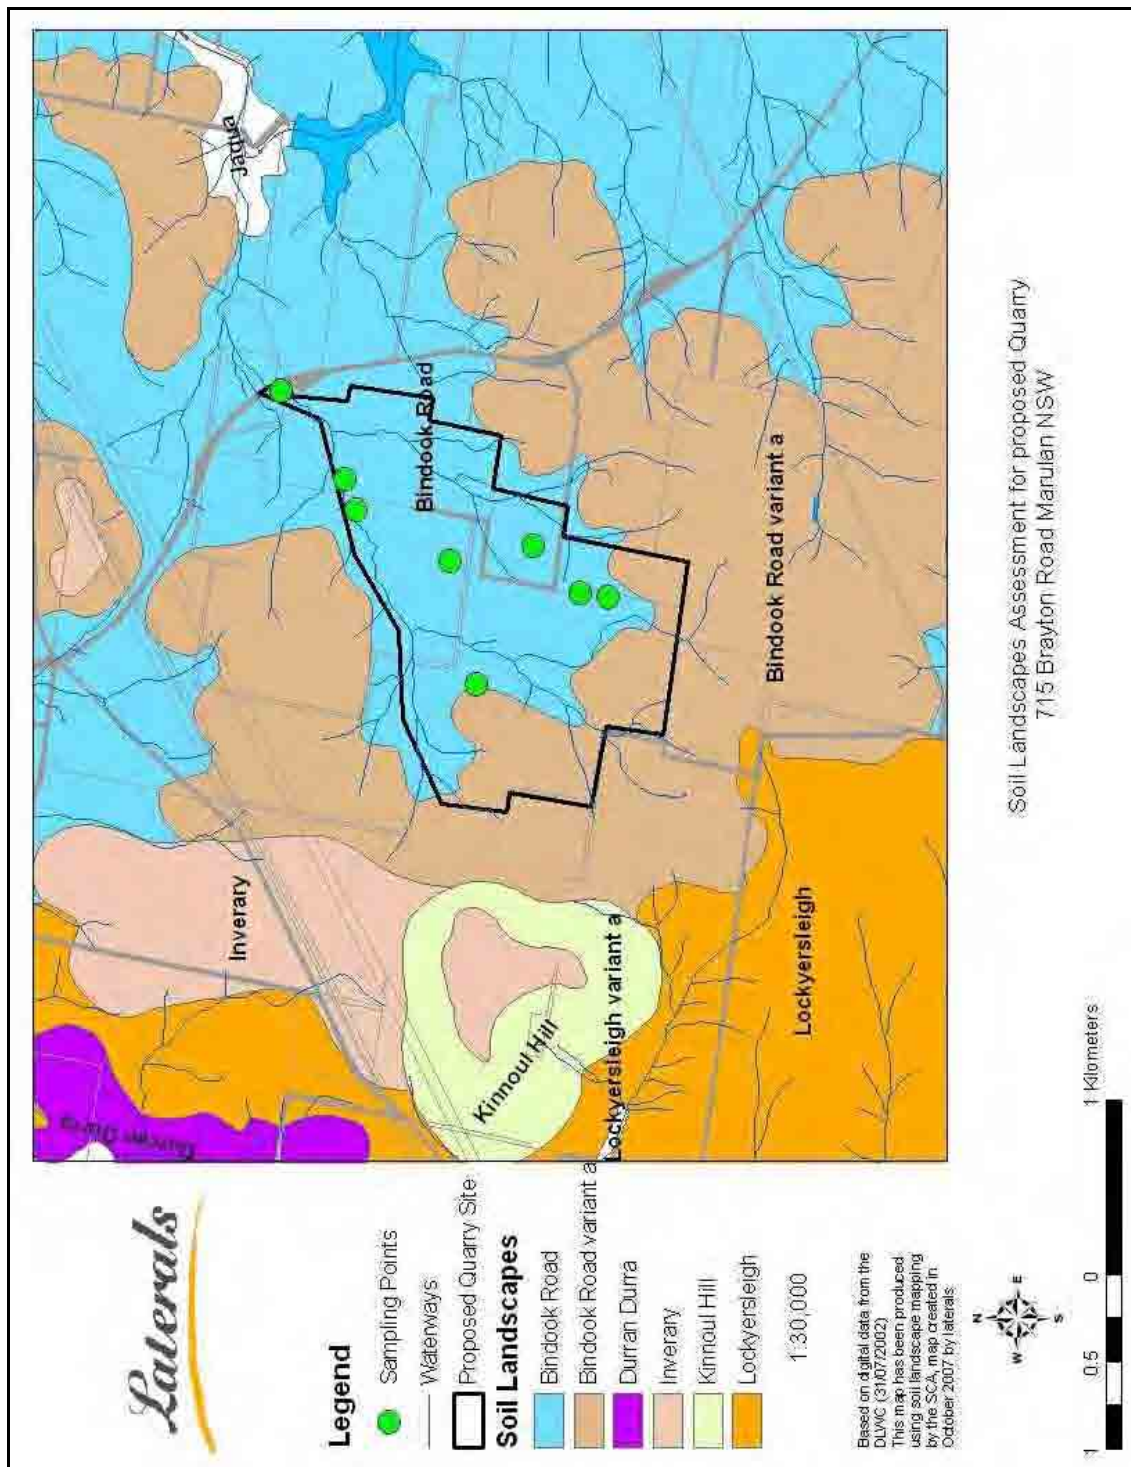 Laterals
Legend
Sampling Points
Waterways
Proposed Quarry Site
Soil Landscapes
Bindook Road
Bindook Road variant a
Durran Durra
Inverary
Kinnoul Hill
Lockyersleigh
1:30,000
Based on digital data from the
DLWC (31/07/2002)
This map has been produced
using soil landscape mapping
by the SCA, map created in
October 2007 by laterals
N
W
E
S
1
0.5
0
1 Kilometers
Durran Durra
Inverary
Kinnoul Hill
Lockyersleigh variant a
Lockyersleigh
Jaqua
Bindook Road
Bindook Road variant a
Soil Landscapes Assessment for proposed Quarry
715 Brayton Road Marulan NSW